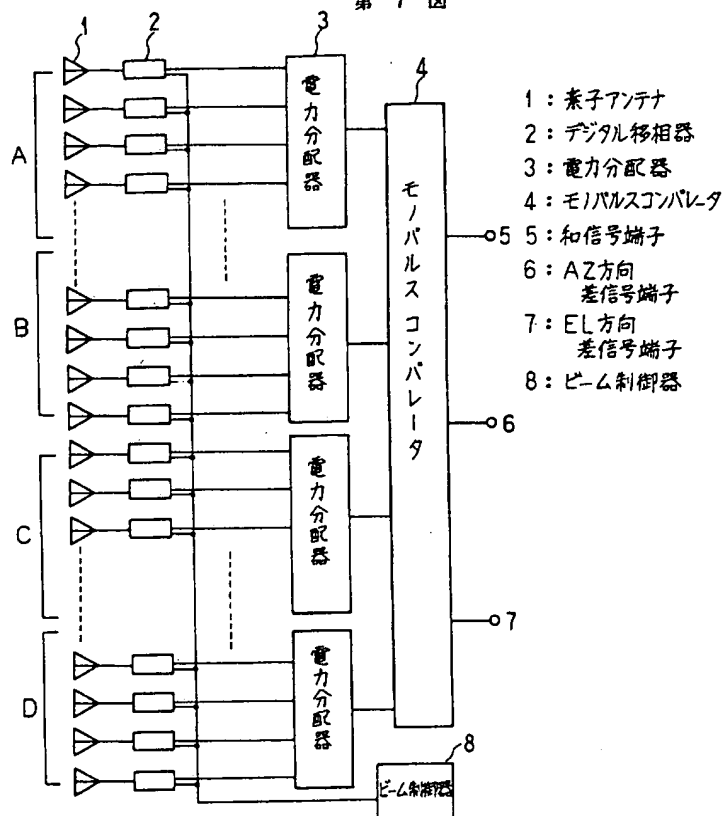 第 7 図
1
2
3
4
電力分配器
電力分配器
電力分配器
電力分配器
モノパルス コンパレータ
A
B
C
D
5
6
7
8
ビーム制御器
1 : 素子アンテナ
2 : デジタル移相器
3 : 電力分配器
4 : モノパルスコンパレータ
5 : 和信号端子
6 : AZ方向
差信号端子
7 : EL方向
差信号端子
8 : ビーム制御器